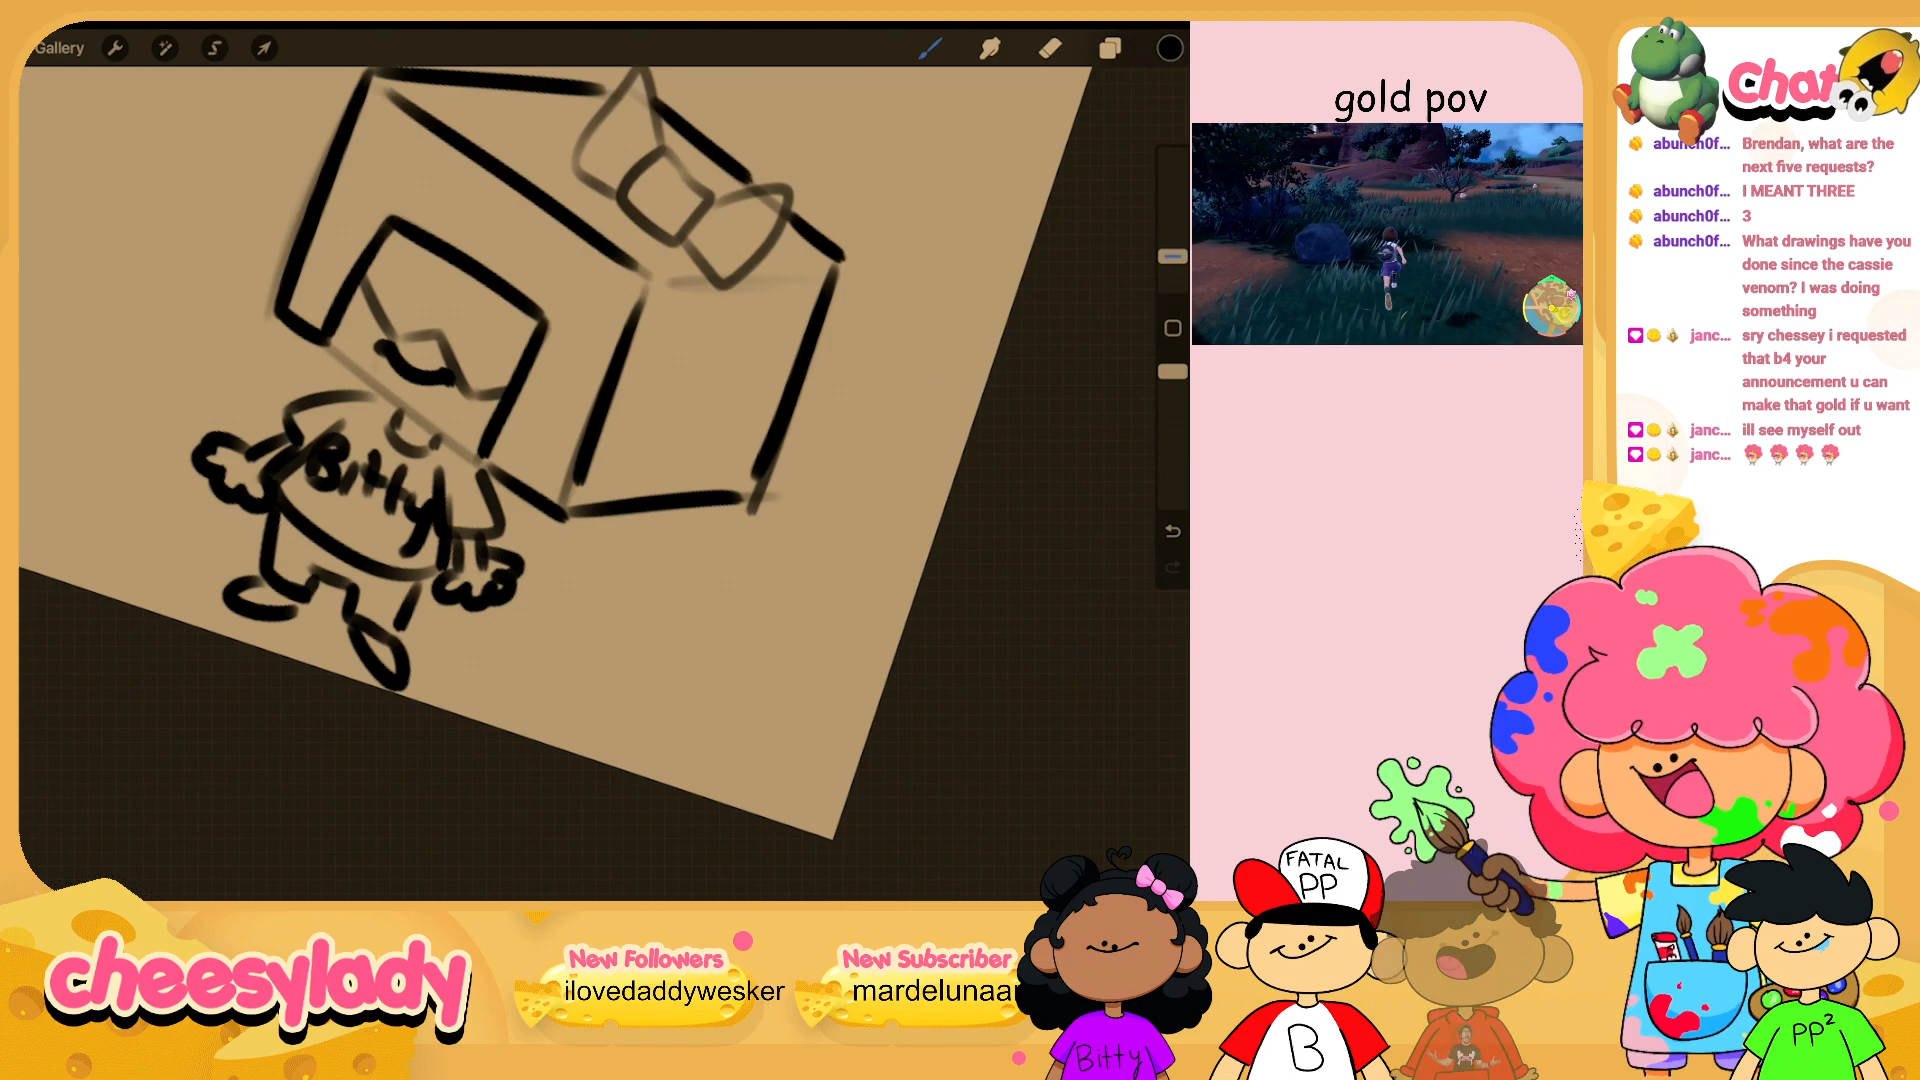 Gallery
gold pov
Chat
abunch0f... Brendan, what are the
next five requests?
abunch0f... I MEANT THREE
abunch0f... 3
abunch0f... What drawings have you
done since the cassie
venom? I was doing
something
janc... sry chessey i requested
that b4 your
announcement u can
make that gold if u want
janc... ill see myself out
janc...
Bitty
cheesylady
New Followers
ilovedaddywesker
New Subscriber
mardelunaar
Bitty
FATAL
PP
B
PP²